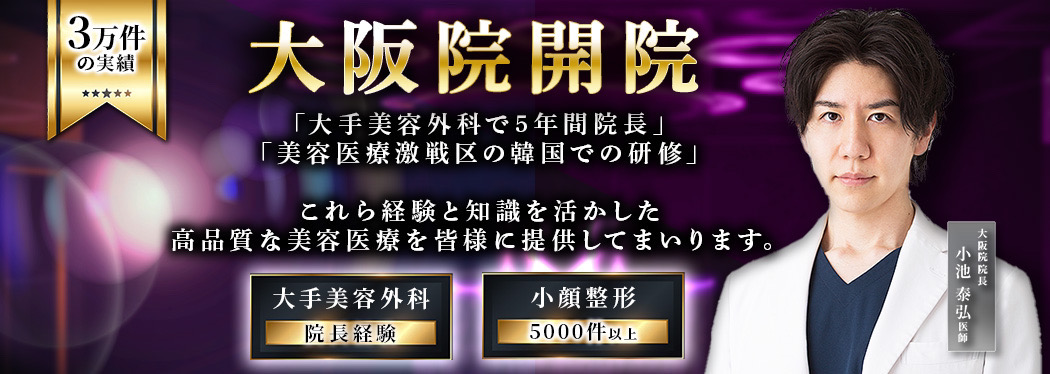 3万件
の実績
大阪院開院
「大手美容外科で5年間院長」
「美容医療激戦区の韓国での研修」
これら経験と知識を活かした
高品質な美容医療を皆様に提供してまいります。
大手美容外科
院長経験
小顔整形
5000件以上
大阪院院長
小池 泰弘医師